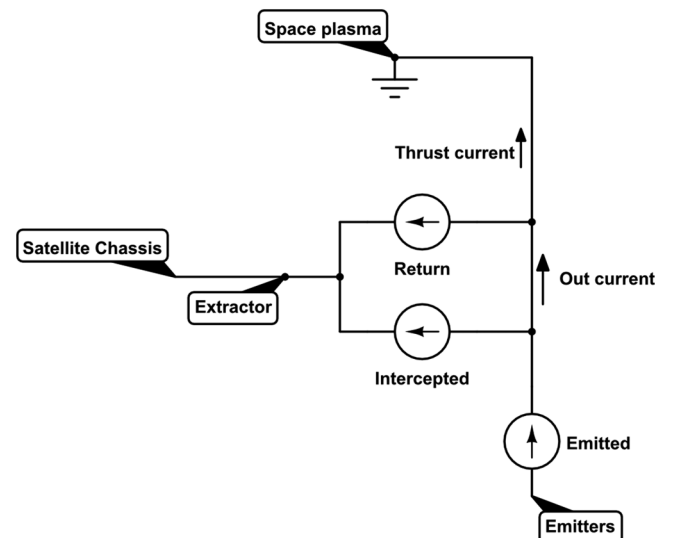 Space plasma
Thrust current
Satellite Chassis
Return
Out current
Extractor
Intercepted
Emitted
Emitters